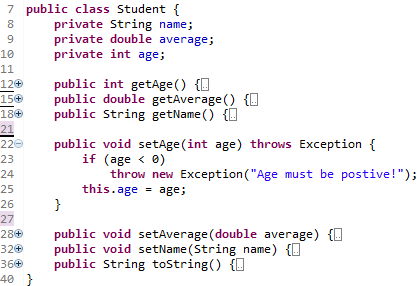 7 public class Student {
8     private String name;
9     private double average;
10     private int age;
11
12     public int getAge() {
15     public double getAverage() {
18     public String getName() {
21
22     public void setAge(int age) throws Exception {
23         if (age < 0)
24             throw new Exception("Age must be postive!");
25         this.age = age;
26     }
27
28     public void setAverage(double average) {
32     public void setName(String name) {
36     public String toString() {
40 }